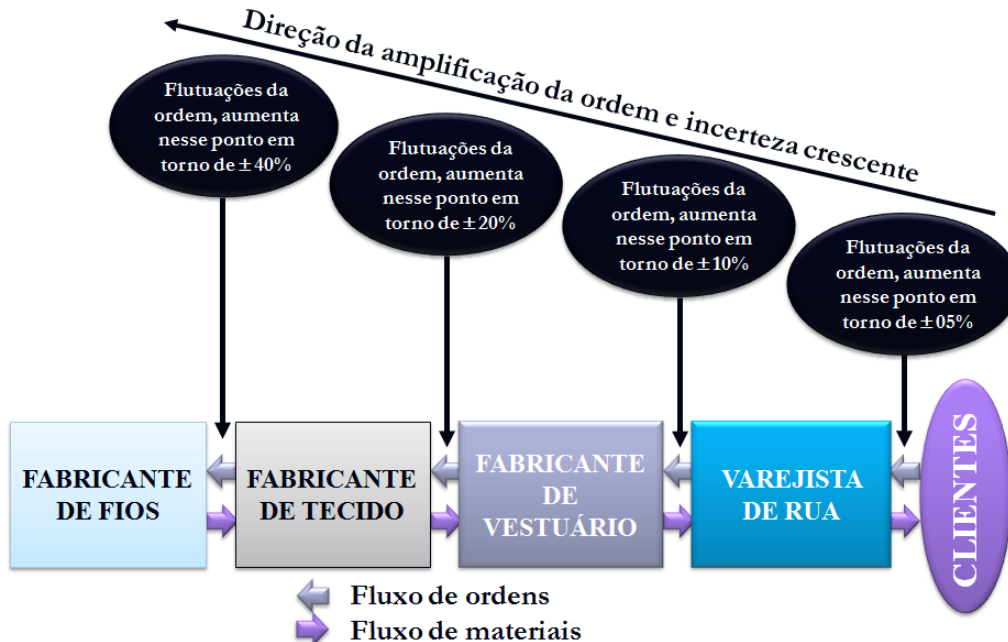 Direção da amplificação da ordem e incerteza crescente
Flutuações da
ordem, aumenta
nesse ponto em
torno de ±40%
Flutuações da
ordem, aumenta
nesse ponto em
torno de ±20%
Flutuações da
ordem, aumenta
nesse ponto em
torno de ±10%
Flutuações da
ordem, aumenta
nesse ponto em
torno de ±05%
FABRICANTE
DE FIOS
FABRICANTE
DE TECIDO
FABRICANTE
DE
VESTUÁRIO
VAREJISTA
DE RUA
CLIENTES
Fluxo de ordens
Fluxo de materiais